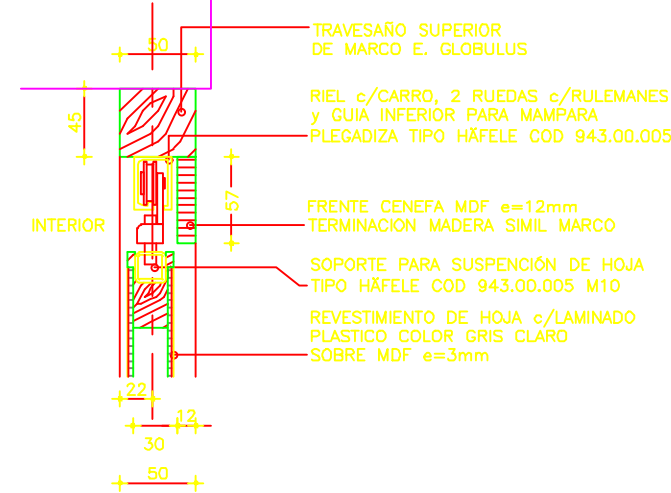 TRAVESAÑO SUPERIOR
DE MARCO E. GLOBULUS
50
RIEL c/CARRO, 2 RUEDAS c/RULEMANES
y GUIA INFERIOR PARA MAMPARA
PLEGADIZA TIPO HÄFELE COD 943.00.005
45
57
FRENTE CENEFA MDF e=12mm
TERMINACION MADERA SIMIL MARCO
INTERIOR
SOPORTE PARA SUSPENCIÓN DE HOJA
TIPO HÄFELE COD 943.00.005 M10
REVESTIMIENTO DE HOJA c/LAMINADO
PLASTICO COLOR GRIS CLARO
SOBRE MDF e=3mm
22
12
30
50